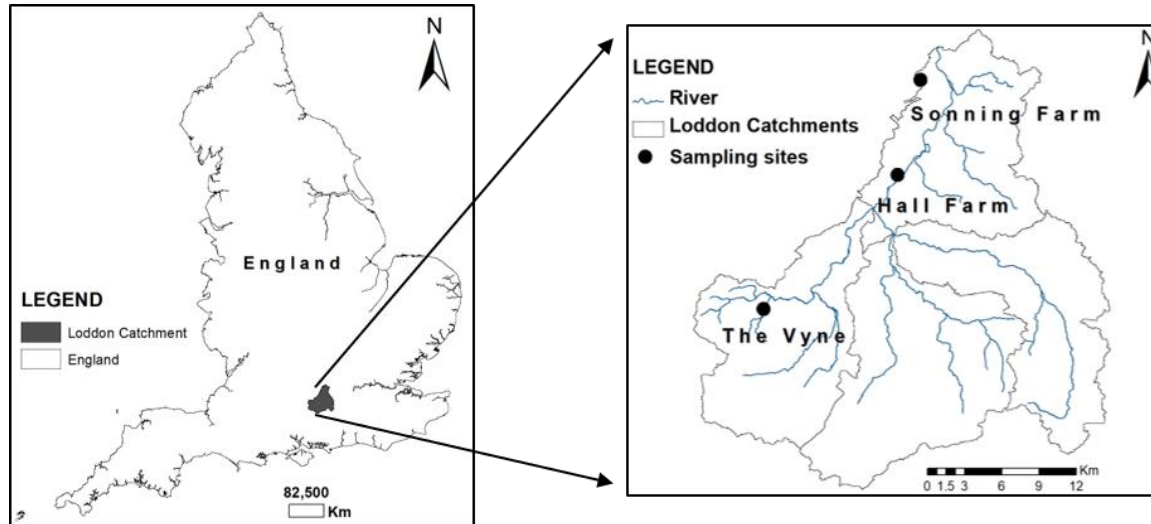 N
England
LEGEND
Loddon Catchment
England
82,500
Km
N
LEGEND
River
Loddon Catchments
Sampling sites
Sonning Farm
Hall Farm
The Vyne
Km
0 1.5 3 6 9 12